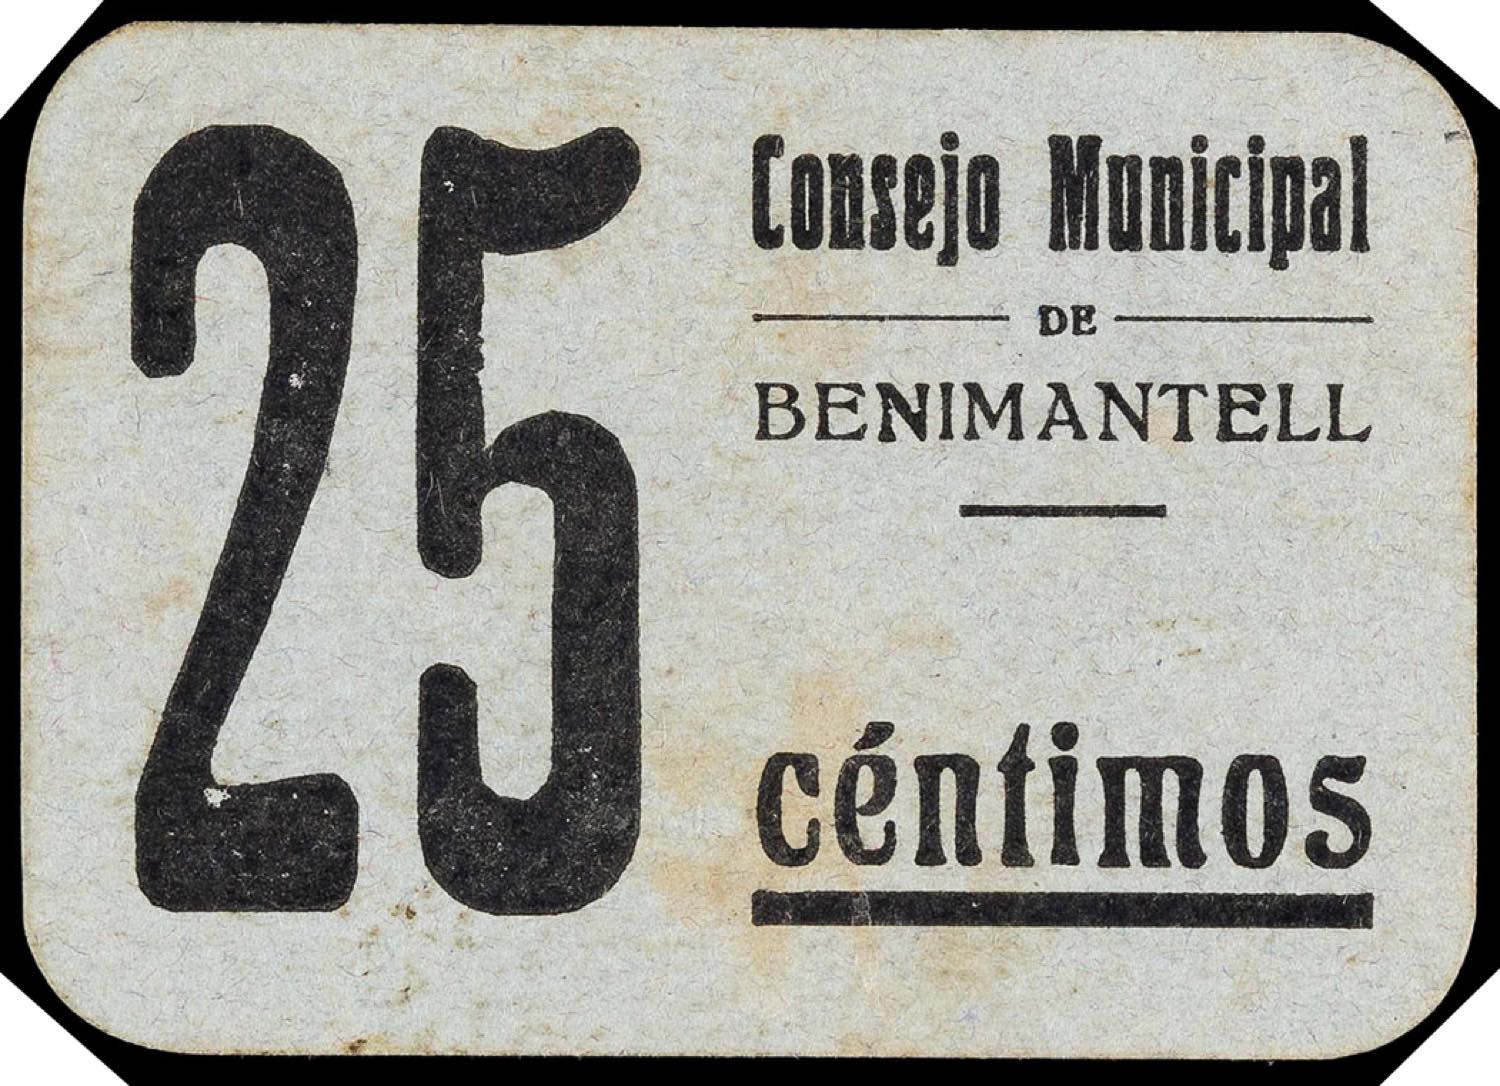 25
Consejo Municipal
DE
BENIMANTELL
céntimos